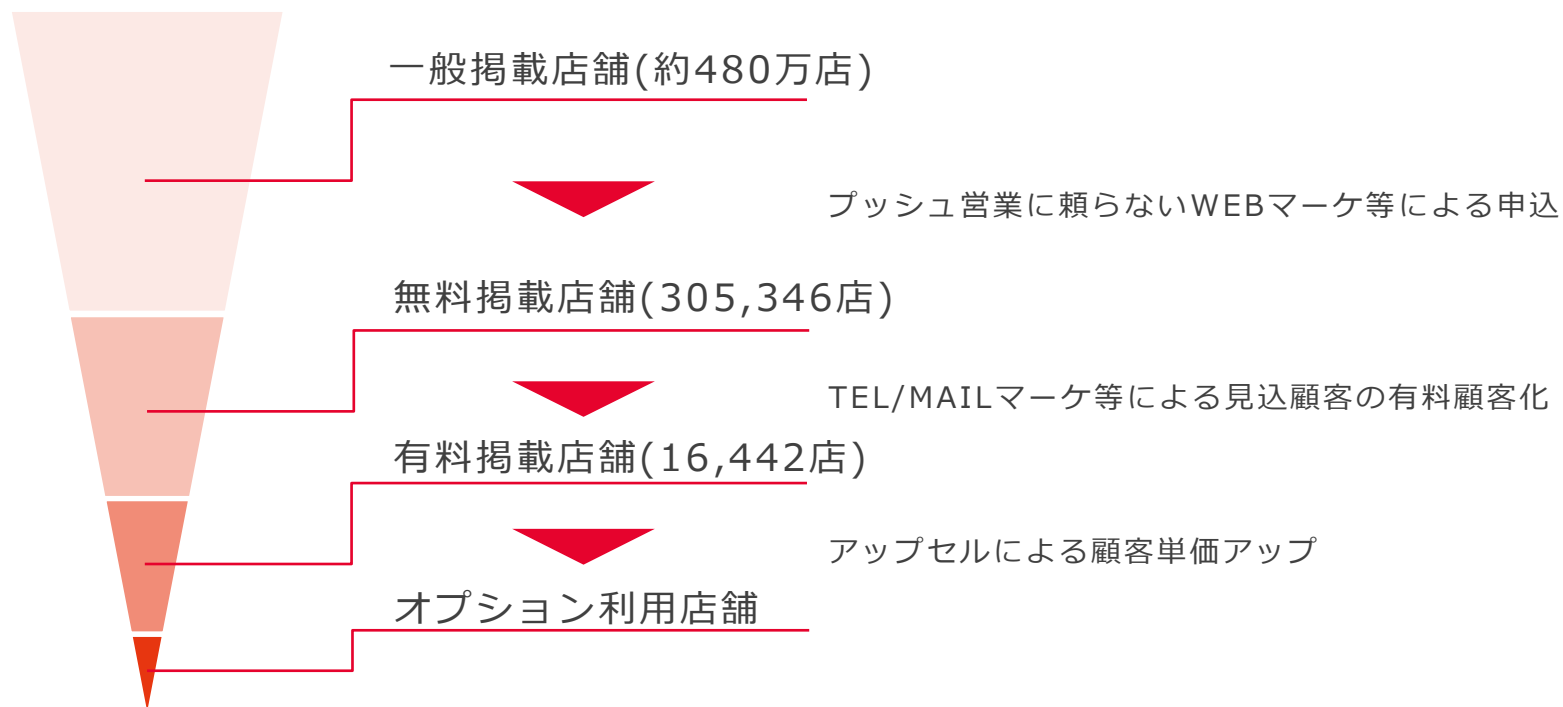 一般掲載店舗(約480万店)
プッシュ営業に頼らないWEBマーケ等による申込
無料掲載店舗(305,346店)
TEL/MAILマーケ等による見込顧客の有料顧客化
有料掲載店舗(16,442店)
アップセルによる顧客単価アップ
オプション利用店舗